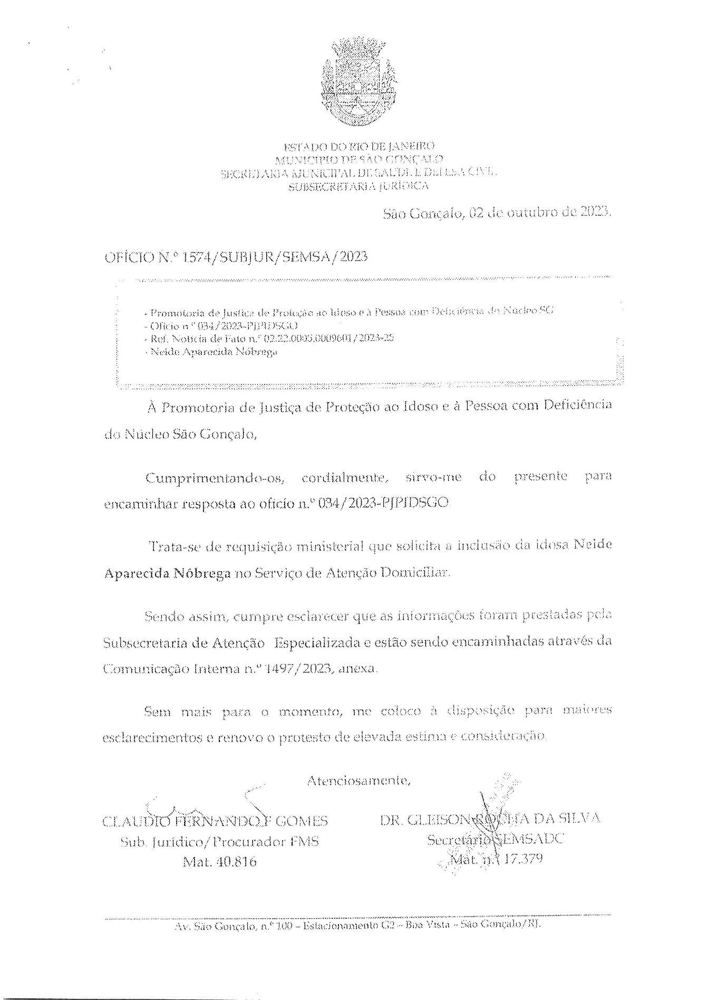 ESTADO DO RIO DE JANEIRO
MUNICÍPIO DE SÃO GONÇALO
SECRETARIA MUNICIPAL DE SAÚDE E DEFESA CIVIL.
SUBSECRETARIA JURÍDICA
São Gonçalo, 02 de outubro de 2023.
OFÍCIO N.º 1574/SUBJUR/SEMSA/2023
- Promotoria de Justiça de Proteção ao Idoso e à Pessoa com Deficiência do Núcleo SG
- Ofício n.º 034/2023-PJPIDSGO
- Ref. Notícia de Fato n.º 02.22.0005.0009601/2023-25
- Neide Aparecida Nóbrega
À Promotoria de Justiça de Proteção ao Idoso e à Pessoa com Deficiência
do Núcleo São Gonçalo,
Cumprimentando-os, cordialmente, sirvo-me do presente para
encaminhar resposta ao ofício n.º 034/2023-PJPIDSGO
Trata-se de requisição ministerial que solicita a inclusão da idosa Neide
Aparecida Nóbrega no Serviço de Atenção Domiciliar.
Sendo assim, cumpre esclarecer que as informações foram prestadas pela
Subsecretaria de Atenção Especializada e estão sendo encaminhadas através da
Comunicação Interna n.º 1497/2023, anexa.
Sem mais para o momento, me coloco à disposição para maiores
esclarecimentos e renovo o protesto de elevada estima e consideração.
Atenciosamente,
CLAUDIO FERNANDO F GOMES
Sub. Jurídico/Procurador FMS
Mat. 40.816
DR. GLEISON ROCHA DA SILVA
Secretário SEMSADC
Mat. n.º 17.379
Av. São Gonçalo, n.º 100 – Estacionamento G2 – Boa Vista – São Gonçalo/RJ.